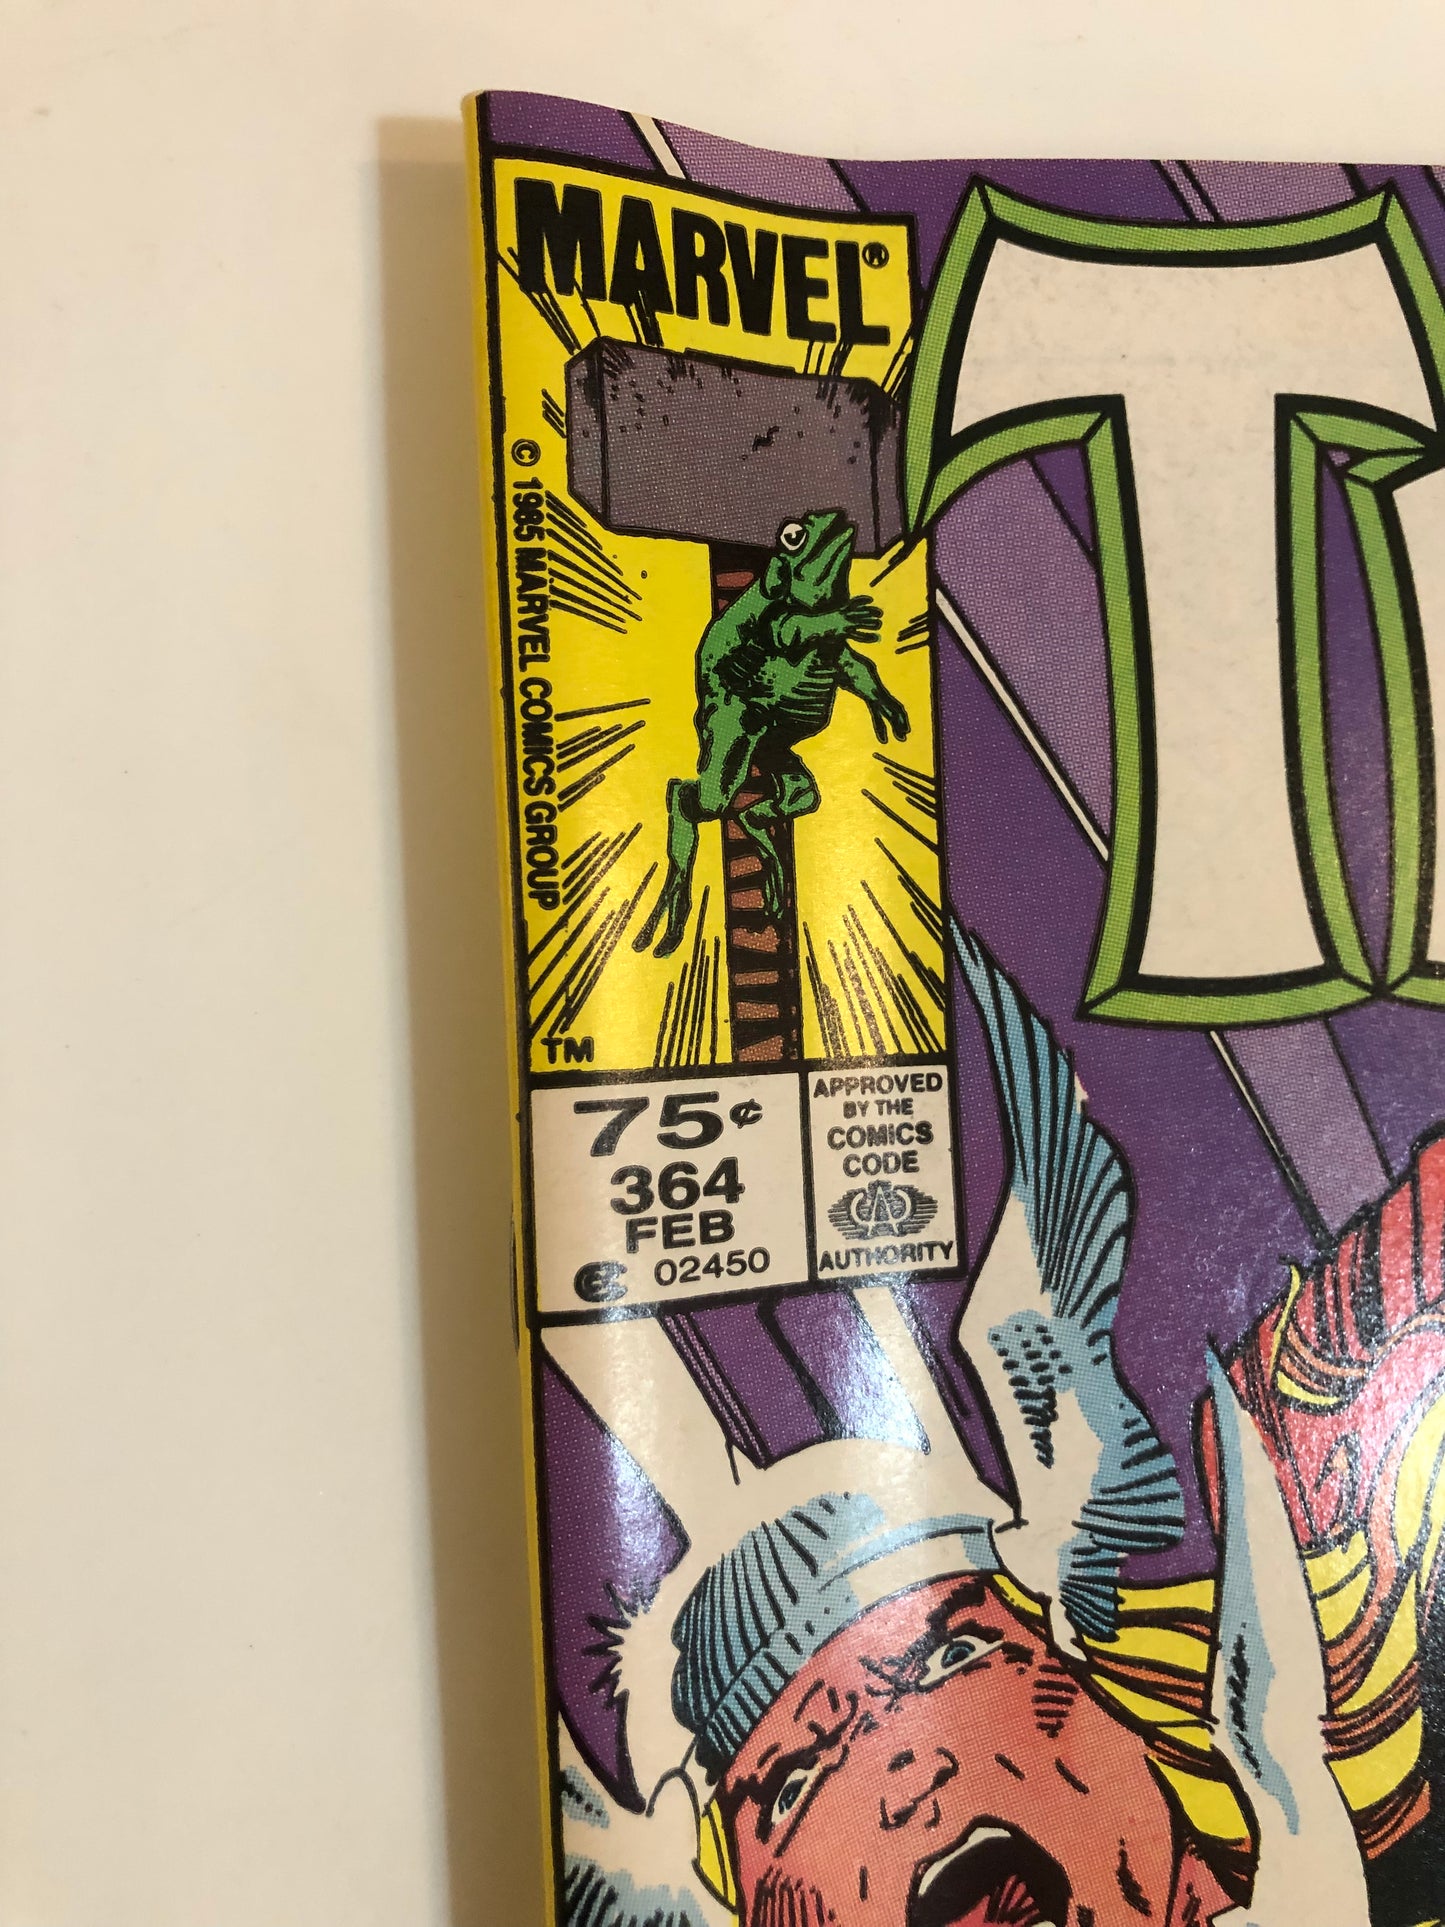 MARVEL®
© 1985 MARVEL COMICS GROUP
TM
75¢
364
FEB
02450
APPROVED
BY THE
COMICS
CODE
AUTHORITY
T